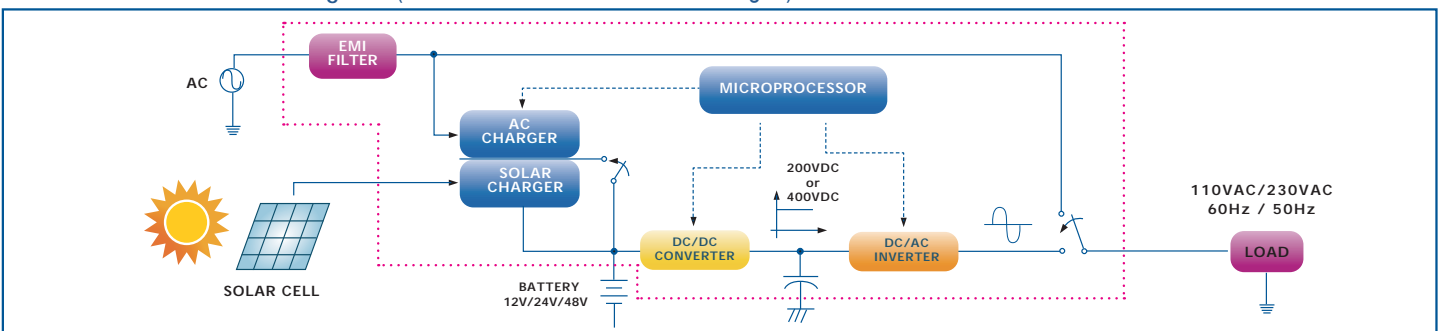 EMI
FILTER
AC
MICROPROCESSOR
AC
CHARGER
SOLAR
CHARGER
200VDC
or
400VDC
110VAC/230VAC
60Hz / 50Hz
DC/DC
CONVERTER
DC/AC
INVERTER
LOAD
SOLAR CELL
BATTERY
12V/24V/48V